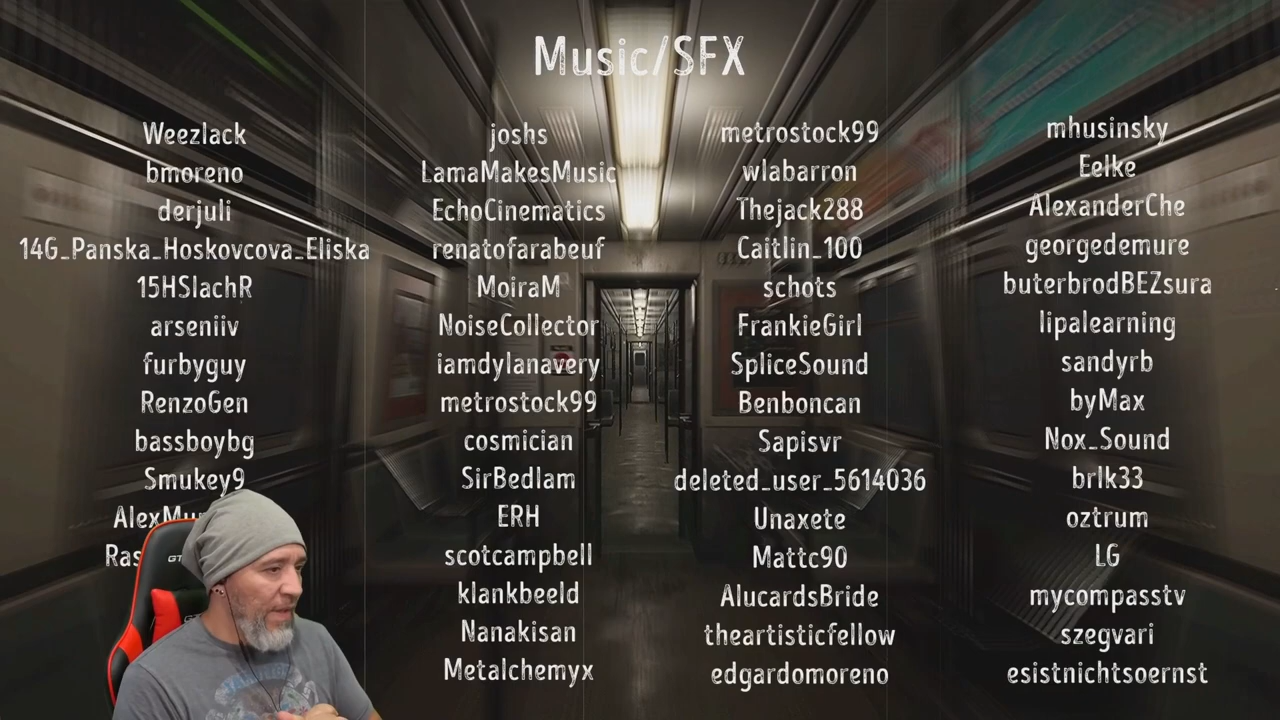 Music/SFX
Weezlack
bmoreno
derjuli
14G_Panska_Hoskovcova_Eliska
15HSlachR
arseniiv
furbyguy
RenzoGen
bassboybg
Smukey9
joshs
LamaMakesMusic
EchoCinematics
renatofarabeuf
MoiraM
NoiseCollector
iamdylanavery
metrostock99
cosmician
SirBedlam
ERH
scotcampbell
klankbeeld
Nanakisan
Metalchemyx
metrostock99
wlabarron
Thejack288
Caitlin_100
schots
FrankieGirl
SpliceSound
Benboncan
Sapisvr
deleted_user_5614036
Unaxete
Mattc90
AlucardsBride
theartisticfellow
edgardomoreno
mhusinsky
Eelke
AlexanderChe
georgedemure
buterbrodBEZsura
lipalearning
sandyrb
byMax
Nox_Sound
brlk33
oztrum
LG
mycompasstv
szegvari
esistnichtsoernst